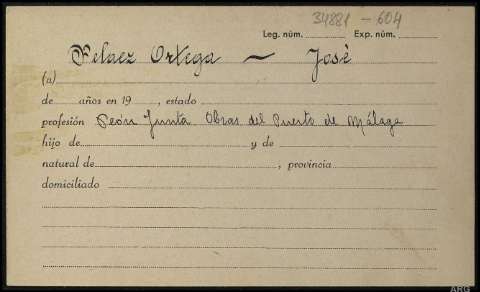 34881 - 604
Leg. núm. Exp. núm.
Pelaez Ortega — José
(a)
de años en 19 , estado
profesión Peón Junta Obras del Puerto de Málaga
hijo de y de
natural de , provincia
domiciliado
ARG